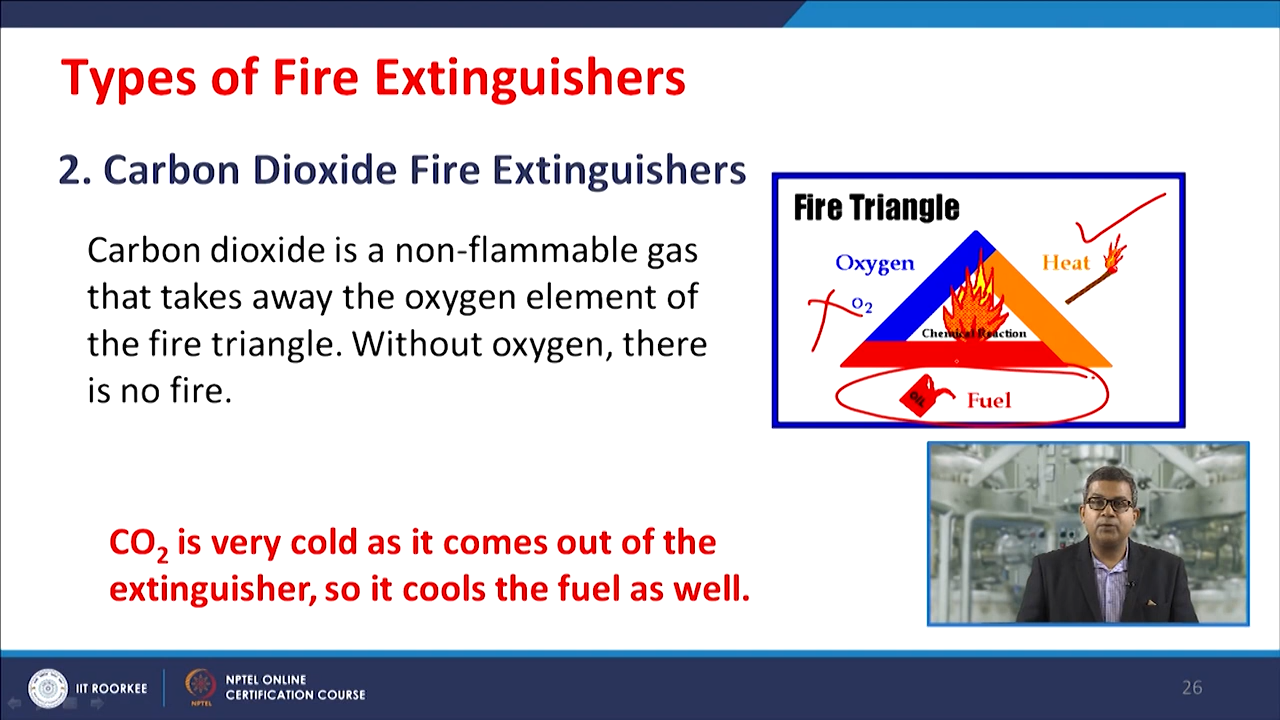 Types of Fire Extinguishers
2. Carbon Dioxide Fire Extinguishers
Carbon dioxide is a non-flammable gas
that takes away the oxygen element of
the fire triangle. Without oxygen, there
is no fire.
Fire Triangle
Oxygen
O2
Heat
Chemical Reaction
OIL
Fuel
CO2 is very cold as it comes out of the
extinguisher, so it cools the fuel as well.
IIT ROORKEE
NPTEL
NPTEL ONLINE
CERTIFICATION COURSE
26